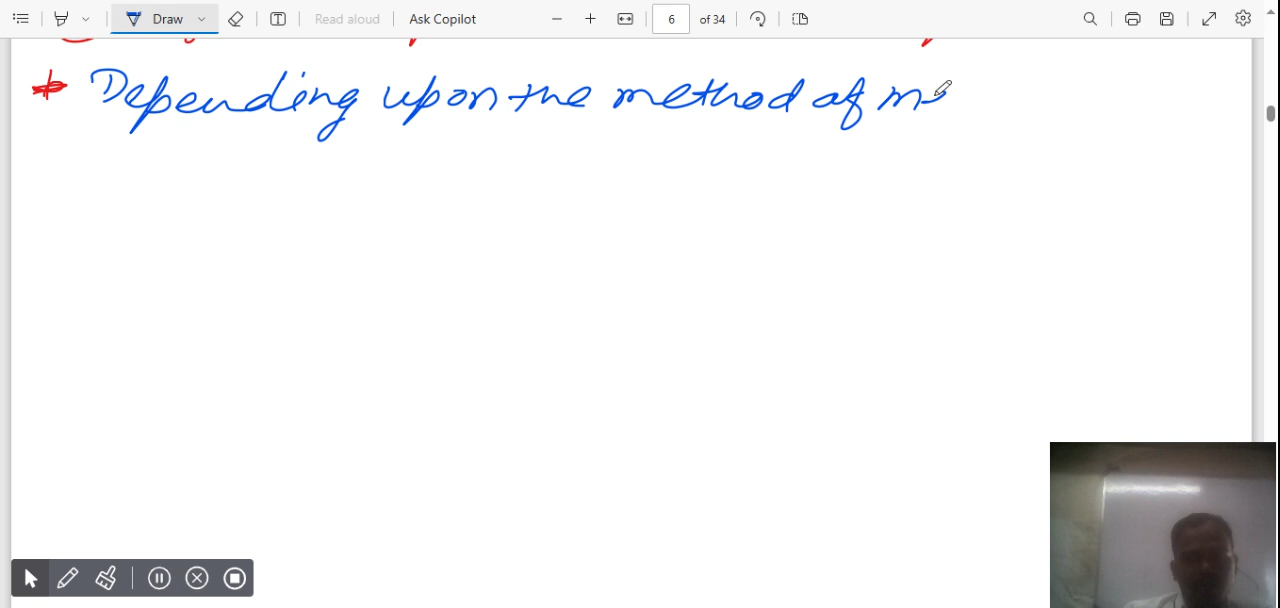 Draw Read aloud Ask Copilot 6 of 34
Depending upon the method of